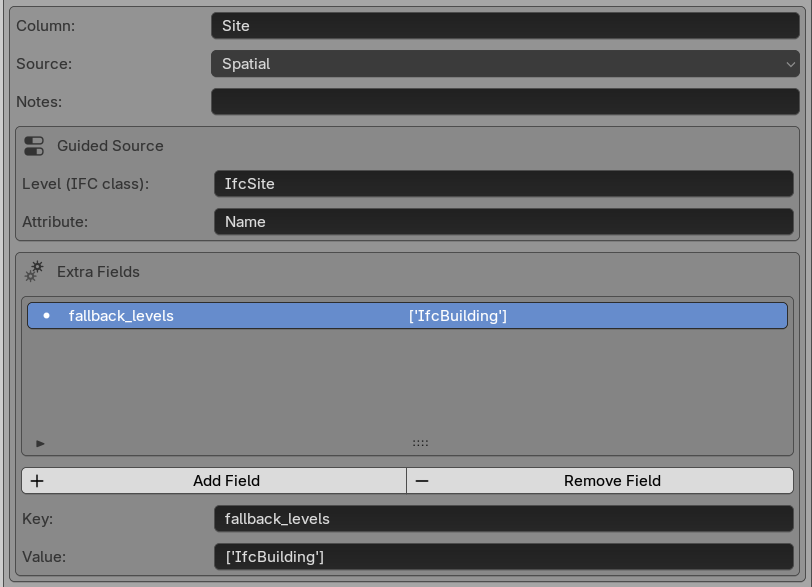 Column: Site
Source: Spatial
Notes:
Guided Source
Level (IFC class): IfcSite
Attribute: Name
Extra Fields
fallback_levels ['IfcBuilding']
Add Field Remove Field
Key: fallback_levels
Value: ['IfcBuilding']